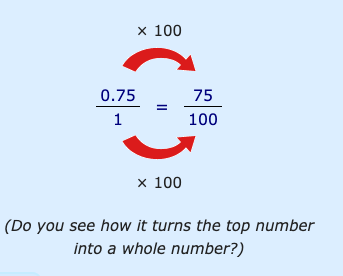 × 100
0.75 = 75
1 100
× 100
(Do you see how it turns the top number
into a whole number?)